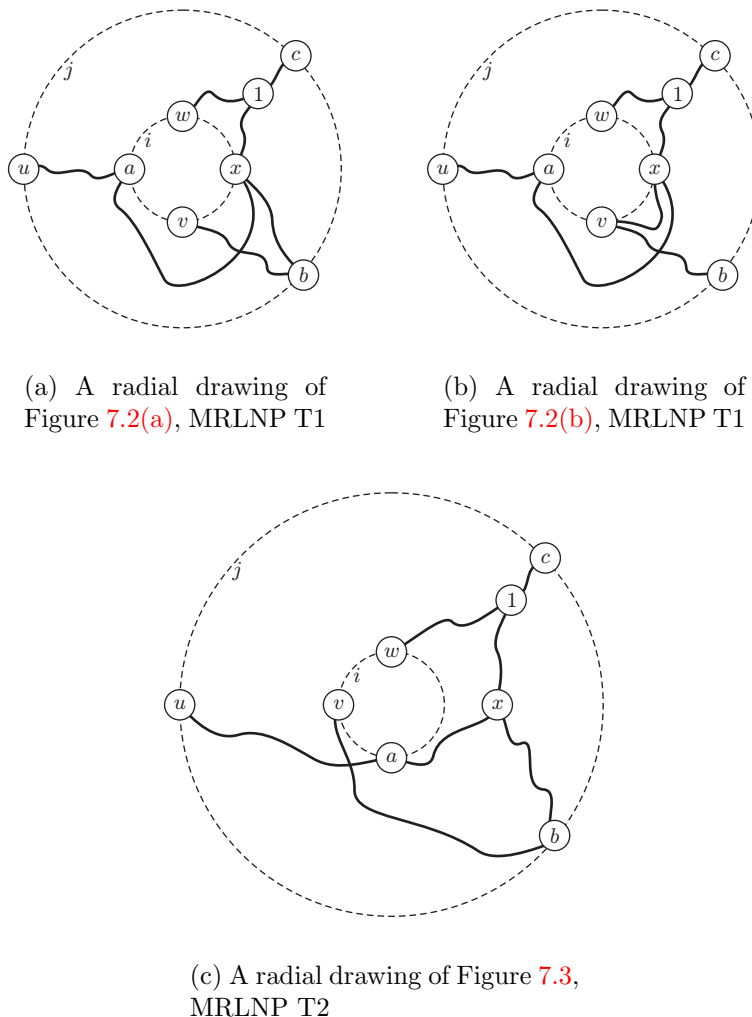 j
c
1
w
i
u
a
x
v
b
j
c
1
w
i
u
a
x
v
b
(a) A radial drawing of
Figure 7.2(a), MRLNP T1
(b) A radial drawing of
Figure 7.2(b), MRLNP T1
j
c
1
w
i
u
v
x
a
b
(c) A radial drawing of Figure 7.3,
MRLNP T2